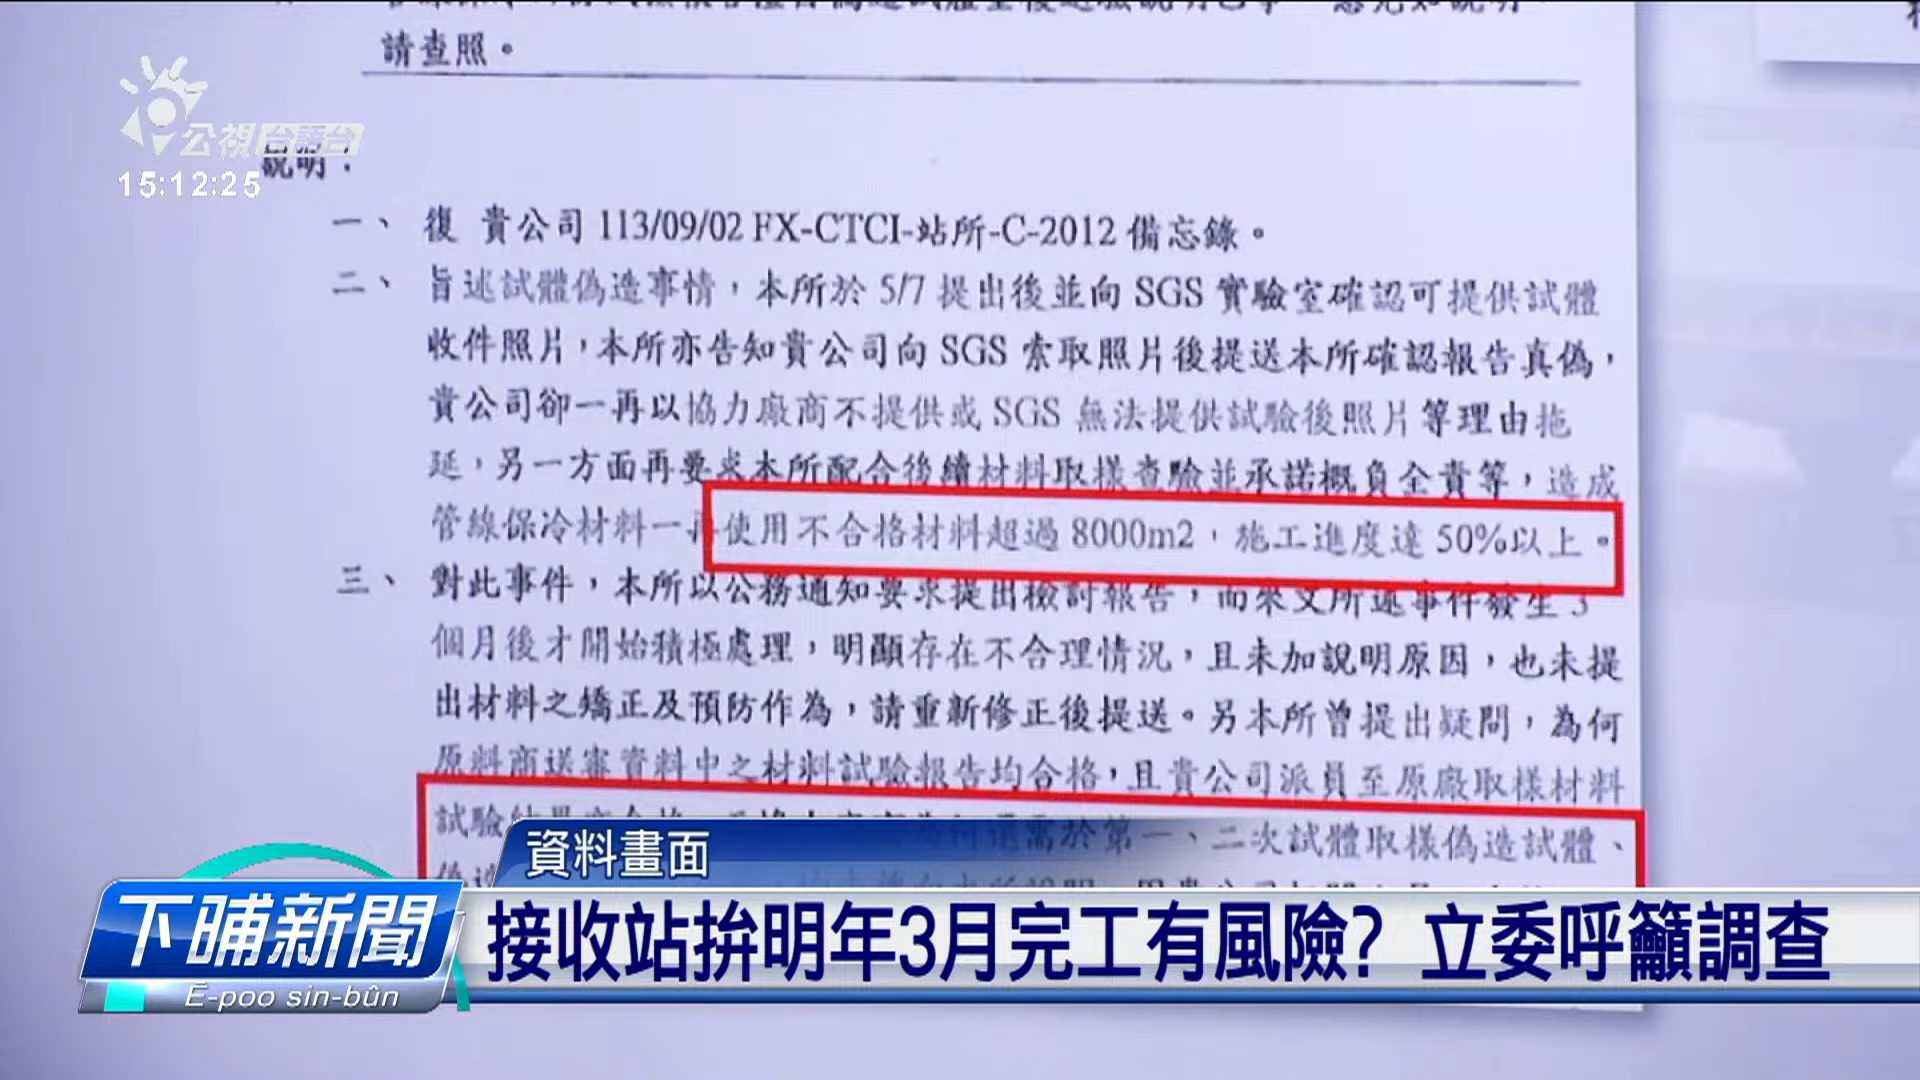 請查照。
公視台語台
說明：
15:12:25
一、復 貴公司 113/09/02 FX-CTCI-站所-C-2012 備忘錄。
二、旨述試體偽造事情，本所於 5/7 提出後並向 SGS 實驗室確認可提供試體
收件照片，本所亦告知貴公司向 SGS 索取照片後提送本所確認報告真偽，
貴公司卻一再以協力廠商不提供或 SGS 無法提供試驗後照片等理由拖
延，另一方面再要求本所配合後續材料取樣查驗並承諾概負全責等，造成
管線保冷材料一再使用不合格材料超過 8000m2，施工進度達 50%以上。
三、對此事件，本所以公務通知要求提出檢討報告，而來文所述事件發生 3
個月後才開始積極處理，明顯存在不合理情況，且未加說明原因，也未提
出材料之矯正及預防作為，請重新修正後提送。另本所曾提出疑問，為何
原料商送審資料中之材料試驗報告均合格，且貴公司派員至原廠取樣材料
試驗 第一、二次試體取樣偽造試體、
資料畫面
下晡新聞
Ē-poo sin-bûn
接收站拚明年3月完工有風險? 立委呼籲調查